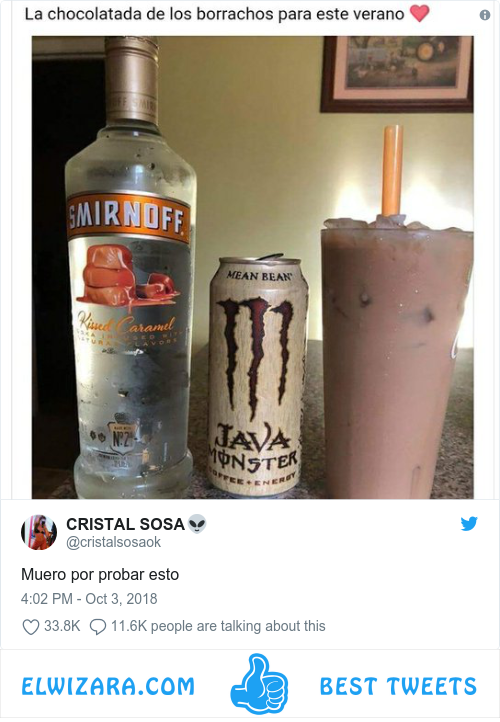 La chocolatada de los borrachos para este verano ❤
SMIRNOFF
Kissed Caramel
Nº21
MEAN BEAN
JAVA
MONSTER
COFFEE + ENERGY
CRISTAL SOSA👽
@cristalsosaok
Muero por probar esto
4:02 PM - Oct 3, 2018
33.8K 11.6K people are talking about this
ELWIZARA.COM BEST TWEETS